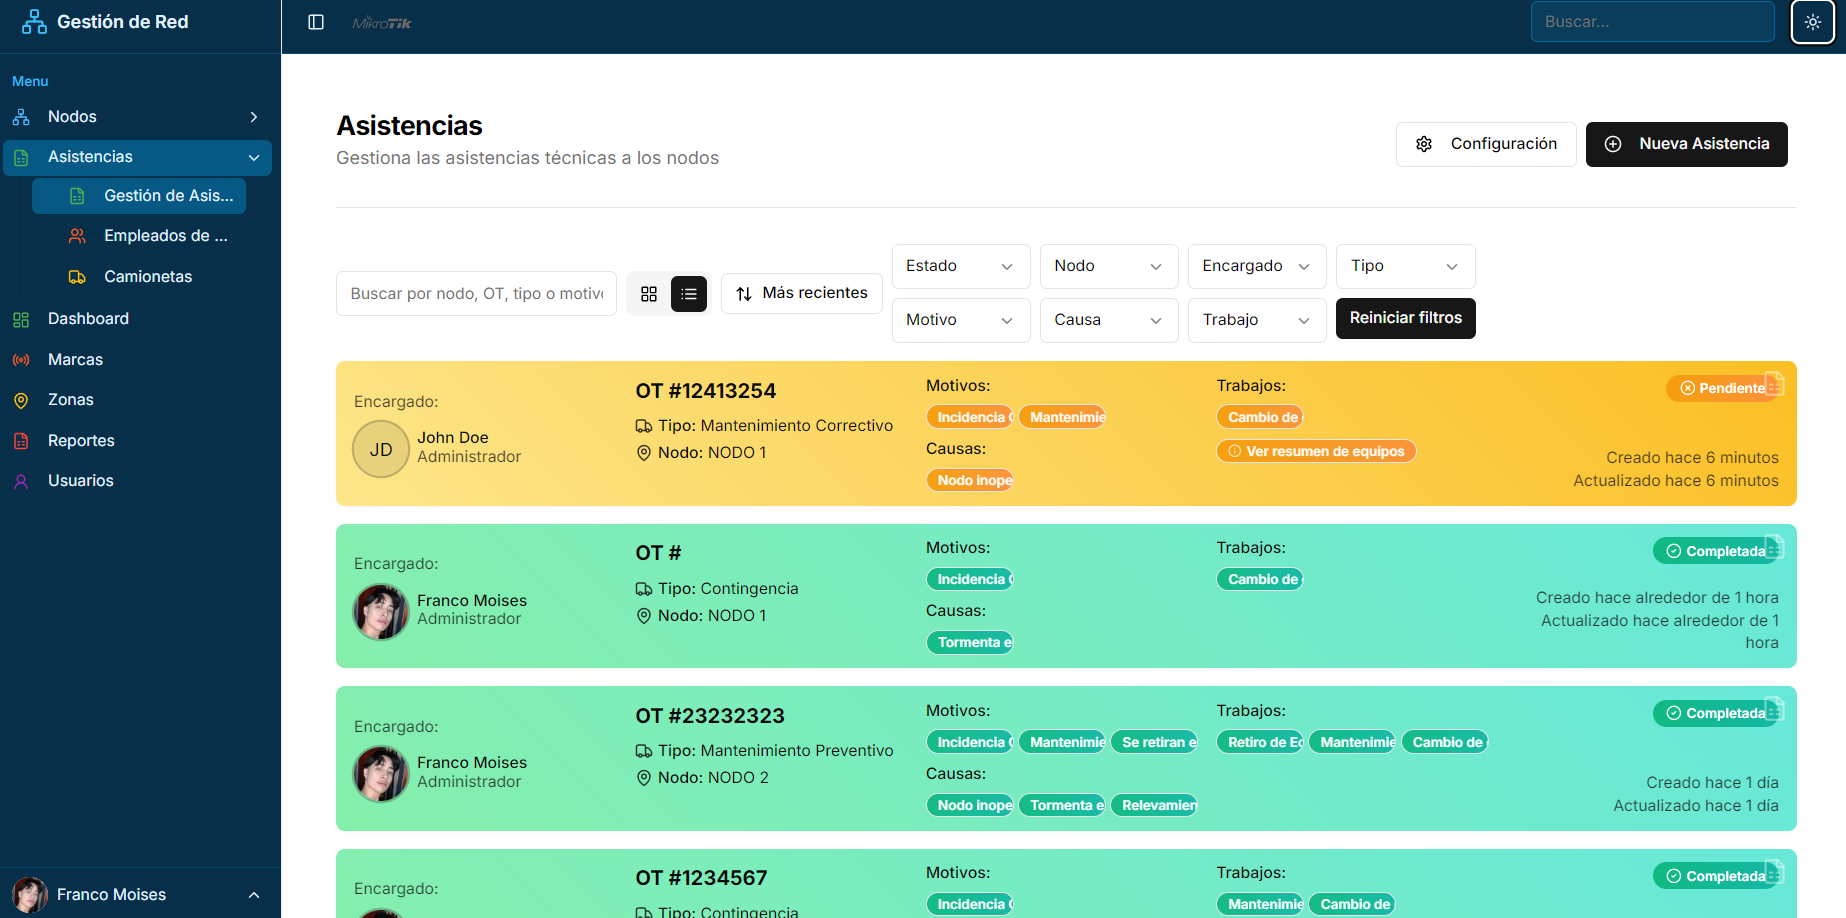 Gestión de Red
MikroTik
Buscar...
Menu
Nodos
Asistencias
Gestión de Asis...
Empleados de ...
Camionetas
Dashboard
Marcas
Zonas
Reportes
Usuarios
Franco Moises
Asistencias
Gestiona las asistencias técnicas a los nodos
Configuración
Nueva Asistencia
Buscar por nodo, OT, tipo o motivo
Más recientes
Estado
Nodo
Encargado
Tipo
Motivo
Causa
Trabajo
Reiniciar filtros
Encargado:
JD
John Doe
Administrador
OT #12413254
Tipo: Mantenimiento Correctivo
Nodo: NODO 1
Motivos:
Incidencia
Mantenimie
Causas:
Nodo inope
Trabajos:
Cambio de
Ver resumen de equipos
Pendiente
Creado hace 6 minutos
Actualizado hace 6 minutos
Encargado:
Franco Moises
Administrador
OT #
Tipo: Contingencia
Nodo: NODO 1
Motivos:
Incidencia
Causas:
Tormenta e
Trabajos:
Cambio de
Completada
Creado hace alrededor de 1 hora
Actualizado hace alrededor de 1
hora
Encargado:
Franco Moises
Administrador
OT #23232323
Tipo: Mantenimiento Preventivo
Nodo: NODO 2
Motivos:
Incidencia
Mantenimie
Se retiran e
Causas:
Nodo inope
Tormenta e
Relevamien
Trabajos:
Retiro de Ec
Mantenimie
Cambio de
Completada
Creado hace 1 día
Actualizado hace 1 día
Encargado:
OT #1234567
Tipo: Contingencia
Motivos:
Incidencia
Trabajos:
Mantenimie
Cambio de
Completada